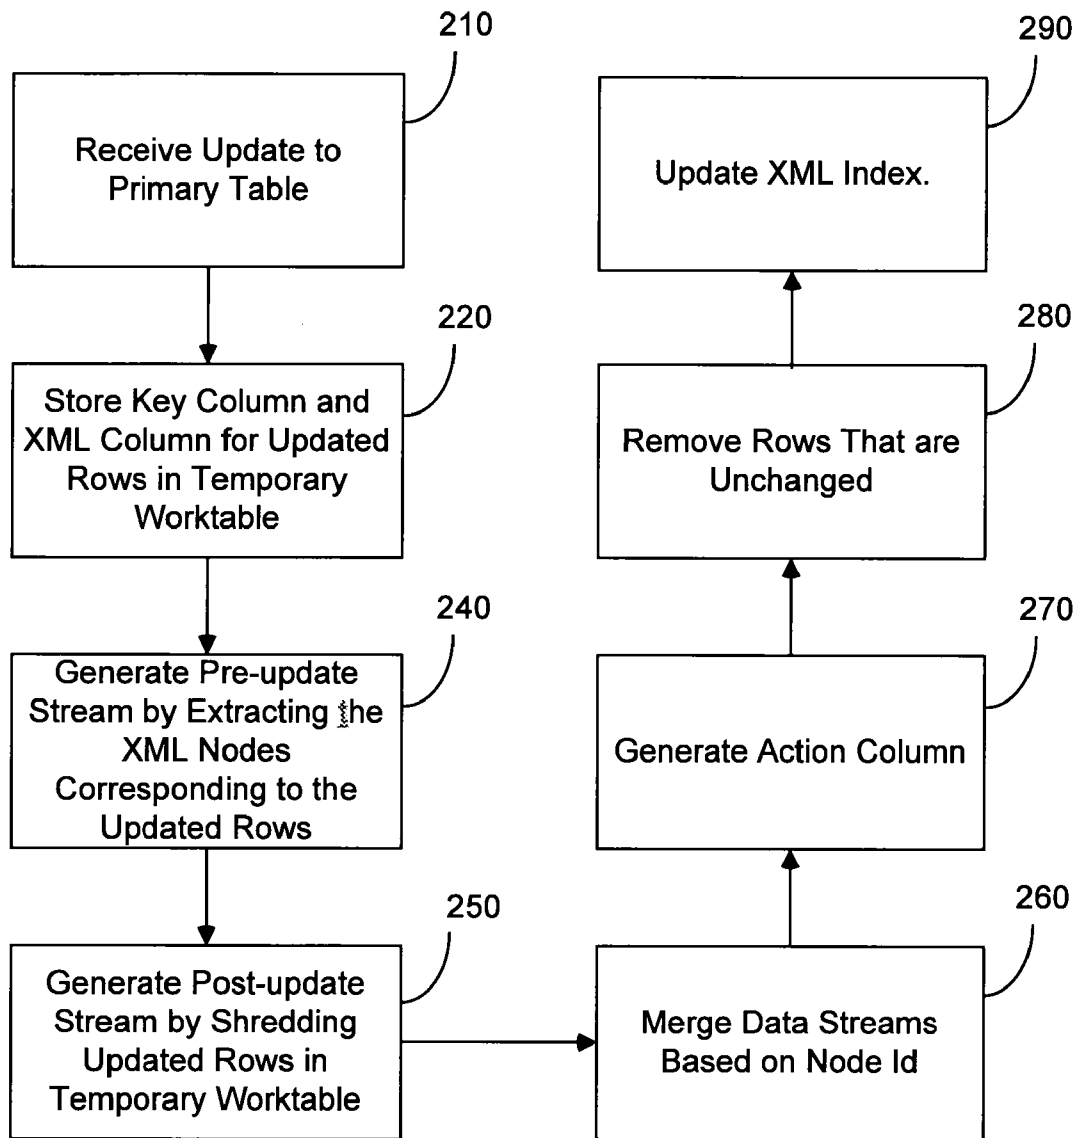 210
Receive Update to
Primary Table
220
Store Key Column and
XML Column for Updated
Rows in Temporary
Worktable
240
Generate Pre-update
Stream by Extracting the
XML Nodes
Corresponding to the
Updated Rows
250
Generate Post-update
Stream by Shredding
Updated Rows in
Temporary Worktable
260
Merge Data Streams
Based on Node Id
270
Generate Action Column
280
Remove Rows That are
Unchanged
290
Update XML Index.